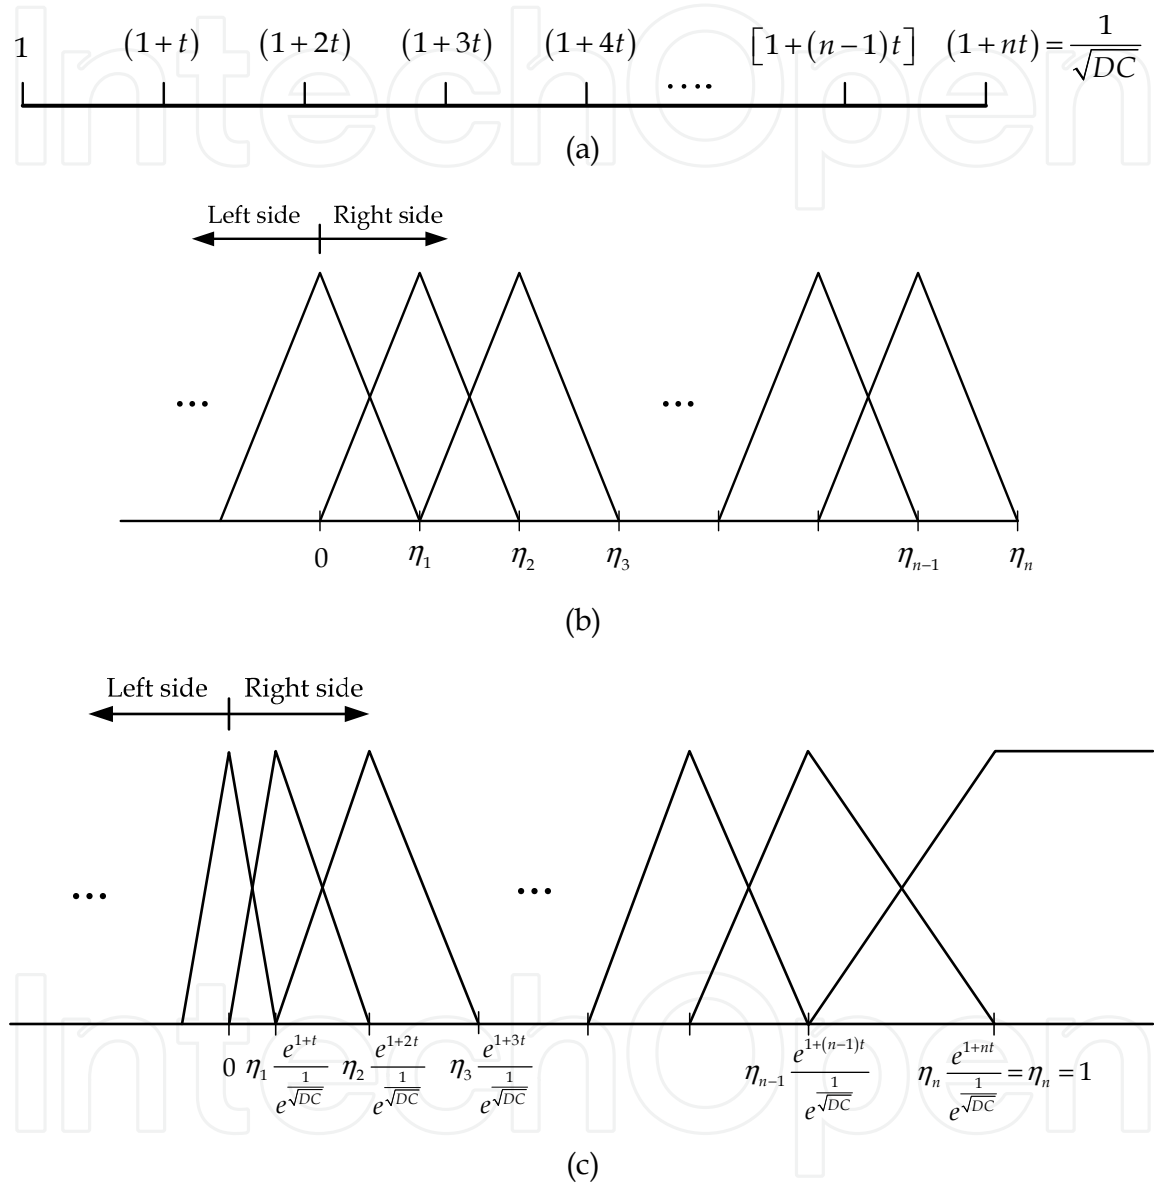 1 (1+t) (1+2t) (1+3t) (1+4t) .... [1+(n−1)t] (1+nt) = 1/√DC
(a)
Left side Right side
... ...
0 η₁ η₂ η₃ ηₙ₋₁ ηₙ
(b)
Left side Right side
... ...
0 η₁ e^(1+t)/e^(1/√DC) η₂ e^(1+2t)/e^(1/√DC) η₃ e^(1+3t)/e^(1/√DC) ηₙ₋₁ e^(1+(n−1)t)/e^(1/√DC) ηₙ e^(1+nt)/e^(1/√DC) = ηₙ = 1
(c)
IntechOpen
IntechOpen